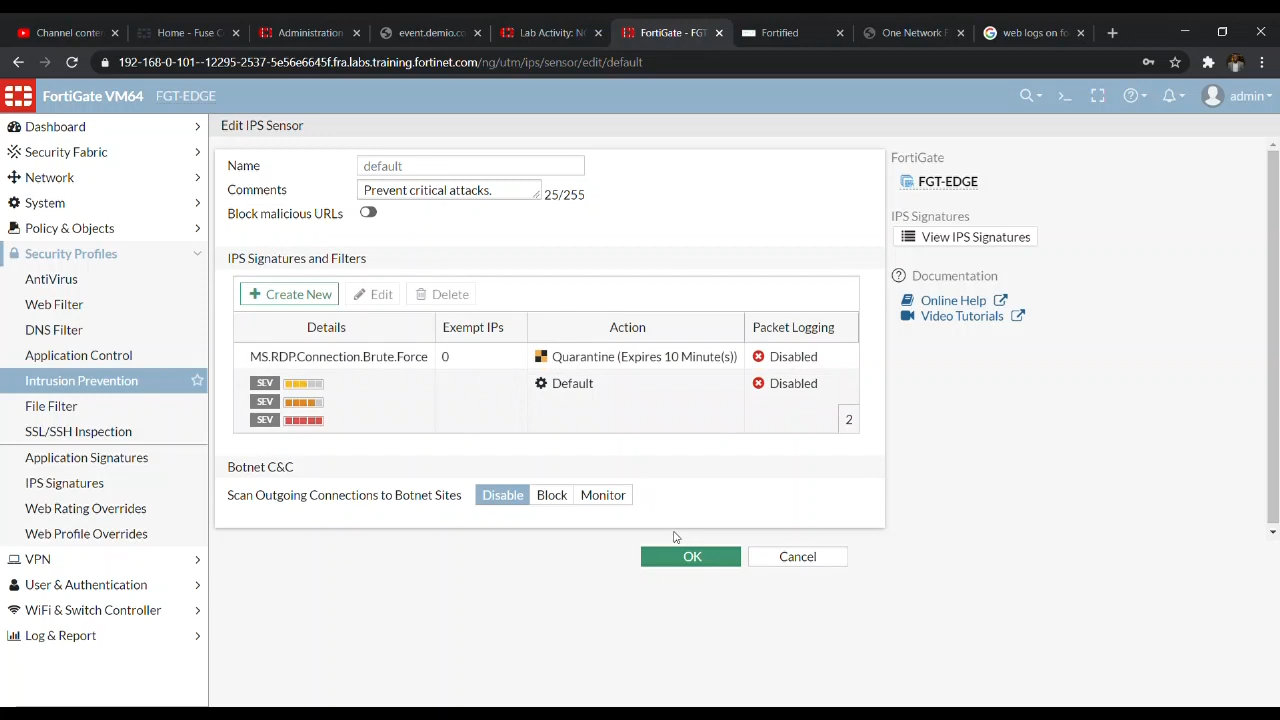 Channel conter
Home - Fuse C
Administration
event.demio.co
Lab Activity: Ne
FortiGate - FGT
Fortified
One Network F
web logs on fo
192-168-0-101--12295-2537-5e56e6645f.fra.labs.training.fortinet.com/ng/utm/ips/sensor/edit/default
FortiGate VM64
FGT-EDGE
admin
Dashboard
Security Fabric
Network
System
Policy & Objects
Security Profiles
AntiVirus
Web Filter
DNS Filter
Application Control
Intrusion Prevention
File Filter
SSL/SSH Inspection
Application Signatures
IPS Signatures
Web Rating Overrides
Web Profile Overrides
VPN
User & Authentication
WiFi & Switch Controller
Log & Report
Edit IPS Sensor
Name
default
Comments
Prevent critical attacks.
25/255
Block malicious URLs
IPS Signatures and Filters
Create New
Edit
Delete
Details Exempt IPs Action Packet Logging
MS.RDP.Connection.Brute.Force 0 Quarantine (Expires 10 Minute(s)) Disabled
SEV Default Disabled
SEV
SEV
2
Botnet C&C
Scan Outgoing Connections to Botnet Sites Disable Block Monitor
OK
Cancel
FortiGate
FGT-EDGE
IPS Signatures
View IPS Signatures
Documentation
Online Help
Video Tutorials